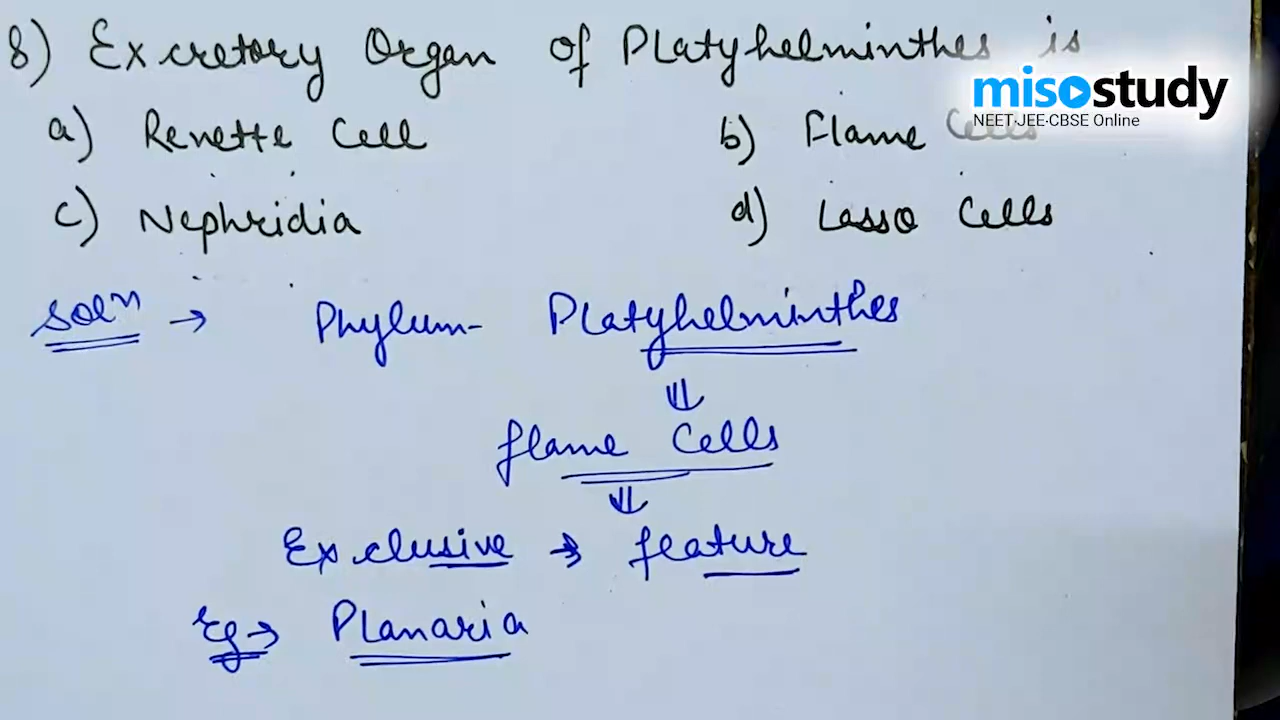 8) Excretory Organ of Platyhelminthes is
misostudy
NEET-JEE-CBSE Online
a) Renette Cell b) Flame Cells
c) Nephridia d) Lasso Cells
Solⁿ → Phylum- Platyhelminthes
⇓
flame Cells
⇓
Exclusive → feature
Eg → Planaria